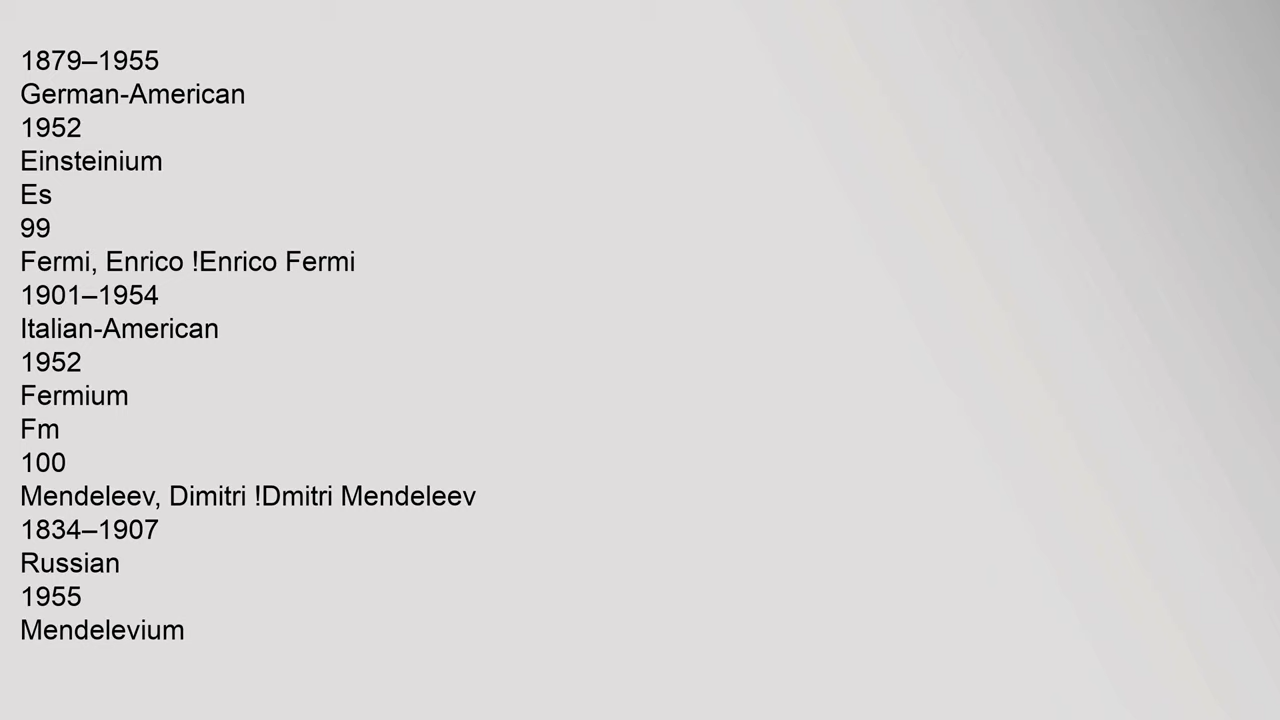 1879–1955
German-American
1952
Einsteinium
Es
99
Fermi, Enrico !Enrico Fermi
1901–1954
Italian-American
1952
Fermium
Fm
100
Mendeleev, Dimitri !Dmitri Mendeleev
1834–1907
Russian
1955
Mendelevium